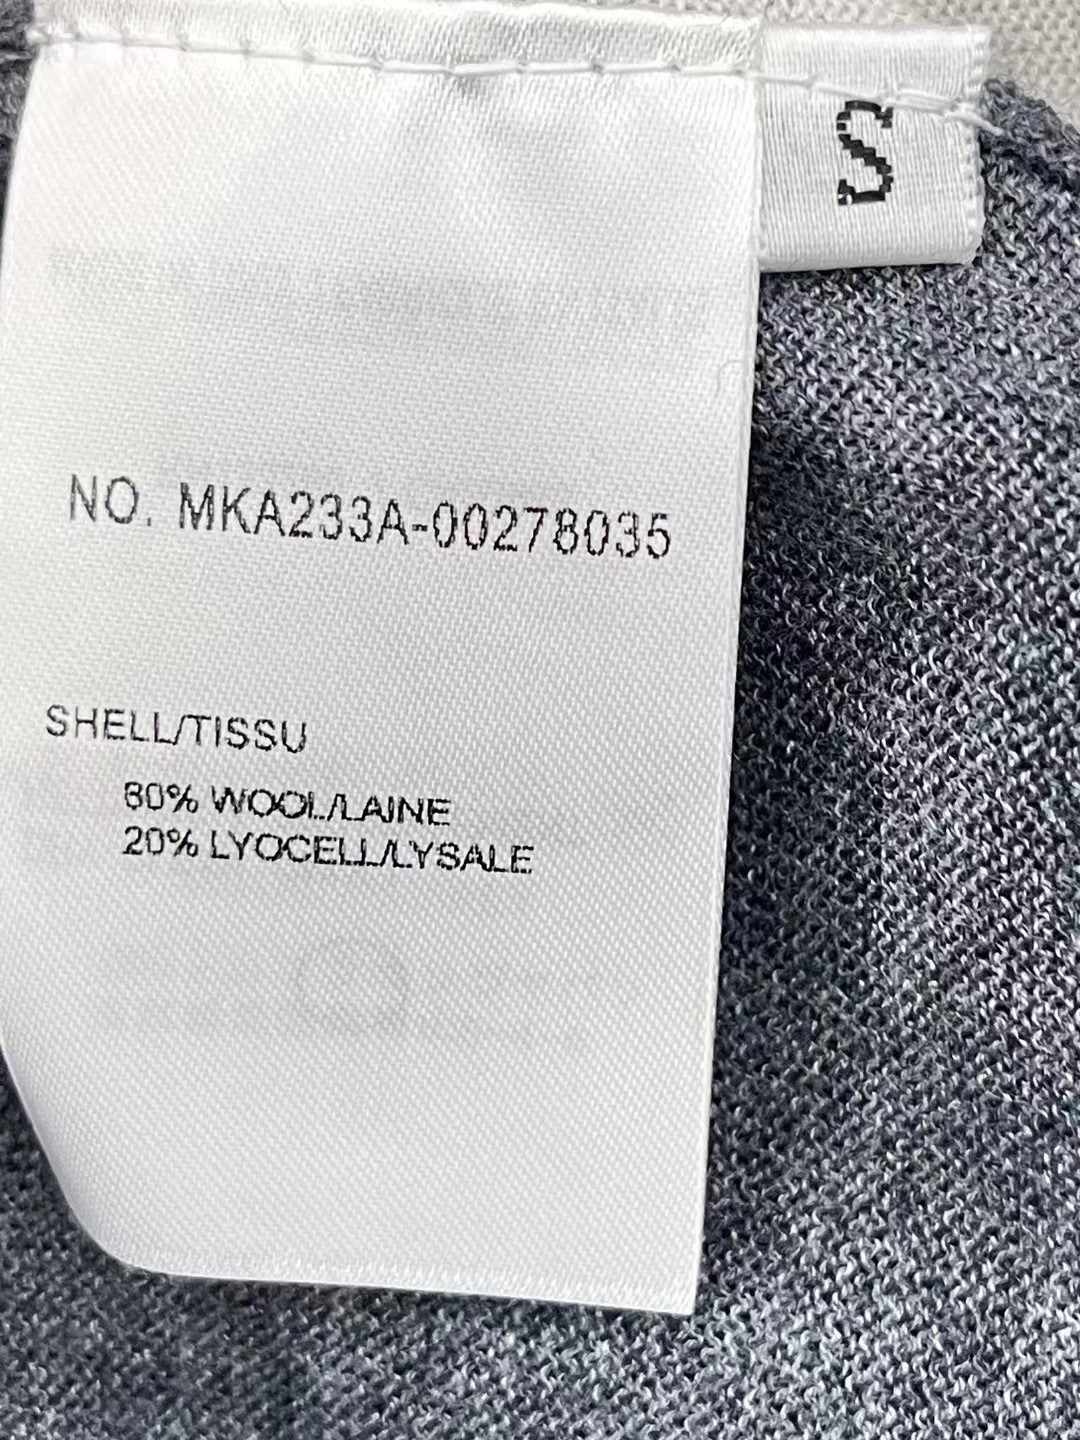 S
NO. MKA233A-00278035
SHELL/TISSU
80% WOOL/LAINE
20% LYOCELL/LYSALE